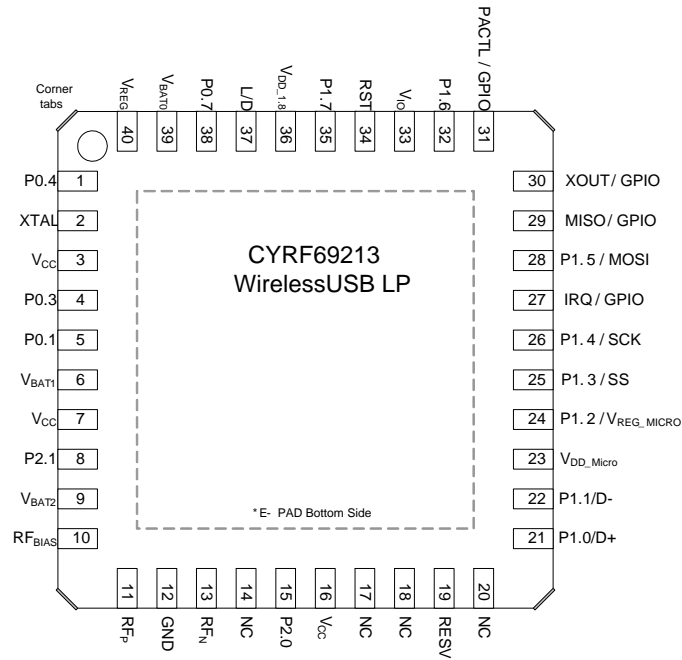 PACTL / GPIO
P1.6
VIO
RST
P1.7
VDD_1.8
L/D
P0.7
VBAT0
VREG
Corner
tabs
40 39 38 37 36 35 34 33 32 31
P0.4 1
XTAL 2
VCC 3
P0.3 4
P0.1 5
VBAT1 6
VCC 7
P2.1 8
VBAT2 9
RFBIAS 10
CYRF69213
WirelessUSB LP
*E- PAD Bottom Side
30 XOUT/ GPIO
29 MISO/ GPIO
28 P1.5/ MOSI
27 IRQ/ GPIO
26 P1.4/ SCK
25 P1.3/ SS
24 P1.2/VREG_MICRO
23 VDD_Micro
22 P1.1/D-
21 P1.0/D+
11 12 13 14 15 16 17 18 19 20
RFP
GND
RFN
NC
P2.0
VCC
NC
NC
RESV
NC